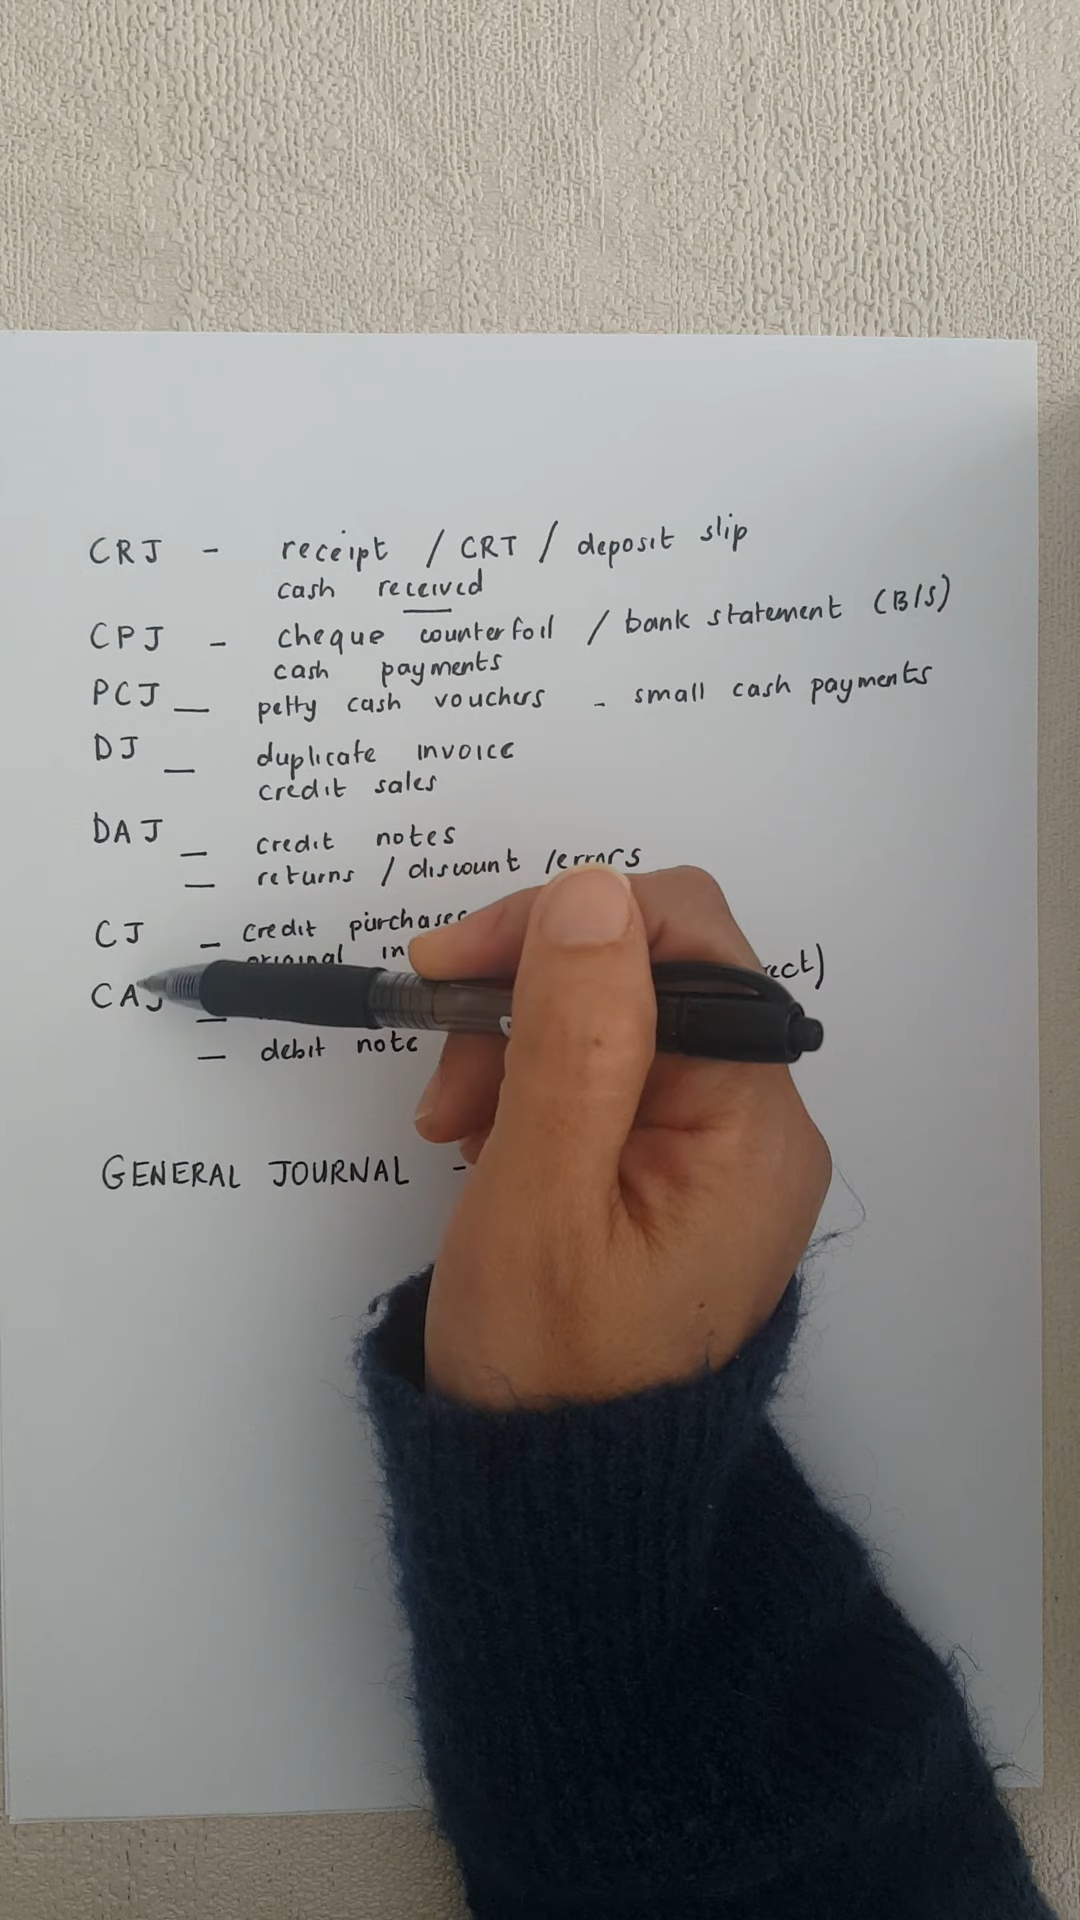 CRJ - receipt / CRT / deposit slip
cash received
CPJ - cheque counterfoil / bank statement (B/S)
cash payments
PCJ _ petty cash vouchers - small cash payments
DJ _ duplicate invoice
credit sales
DAJ _ credit notes
_ returns / discount / errors
CJ _ credit purchases
original
CAJ _
_ debit note
GENERAL JOURNAL -